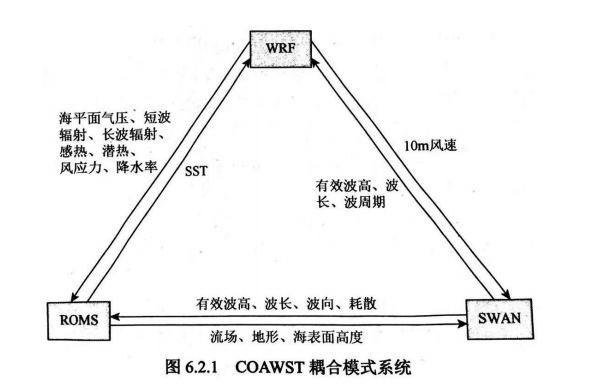 WRF
海平面气压、短波
辐射、长波辐射、
感热、潜热、
风应力、降水率
SST
10m风速
有效波高、波
长、波周期
有效波高、波长、波向、耗散
ROMS
SWAN
流场、地形、海表面高度
图 6.2.1 COAWST 耦合模式系统